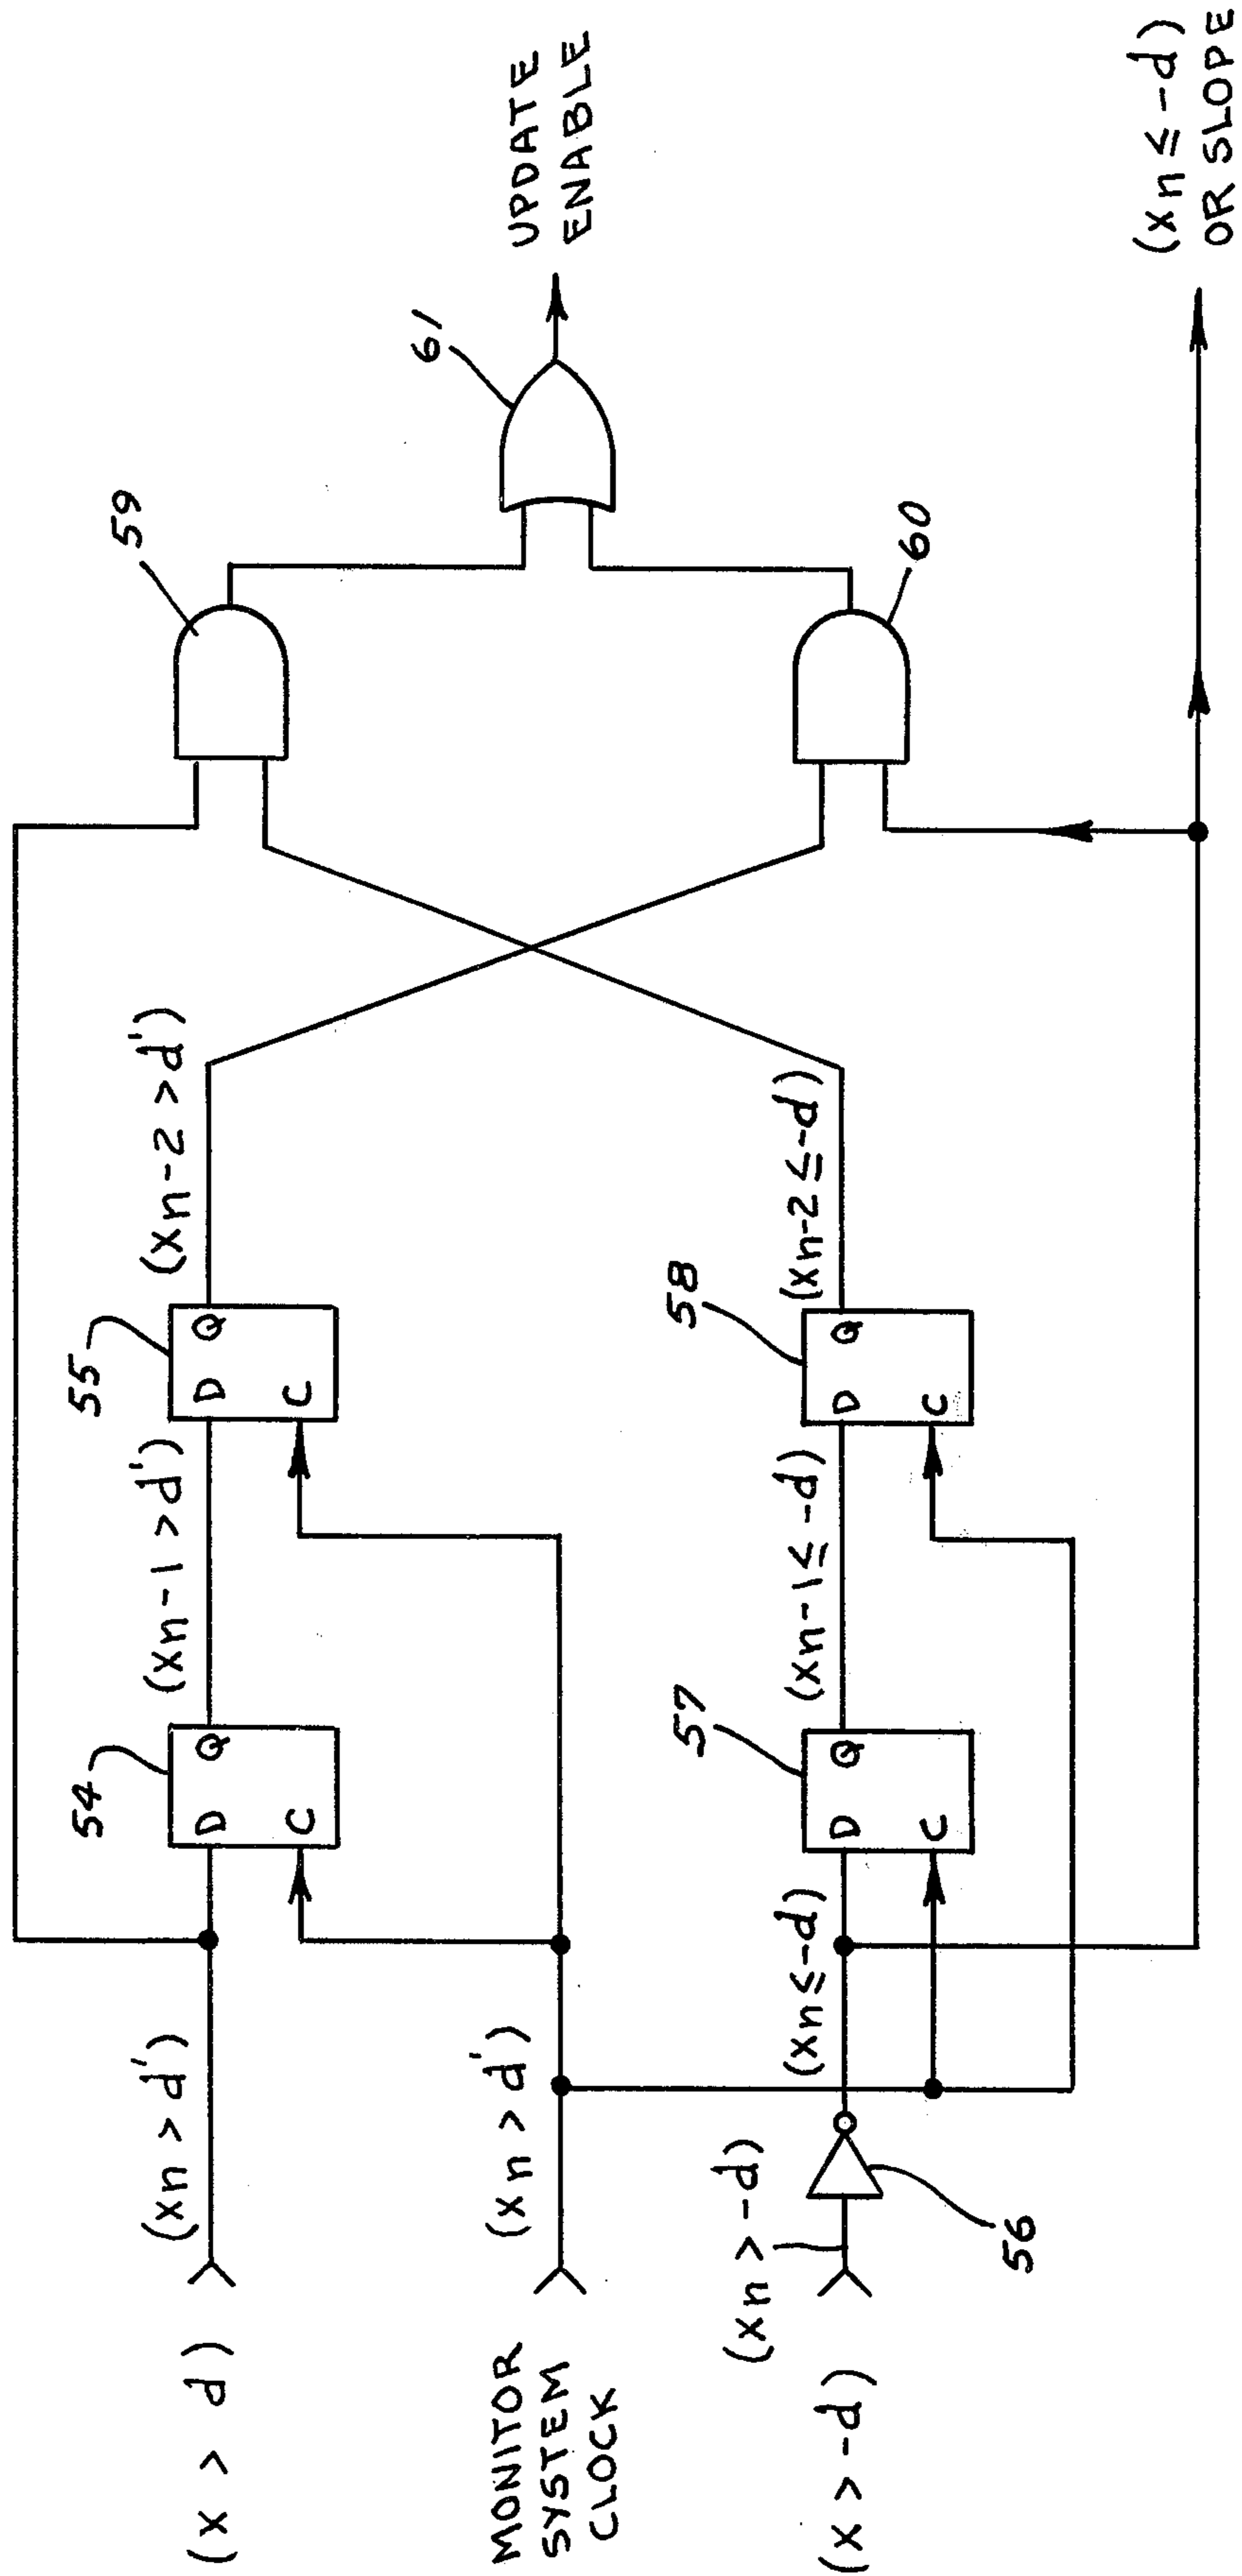 (x > d)
(xn > d')
54
D Q
C
(xn-1 > d')
55
D Q
C
(xn-2 > d')
59
MONITOR
SYSTEM
CLOCK
(xn > d')
61
UPDATE
ENABLE
(x > -d)
(xn > -d)
56
(xn ≤ -d)
57
D Q
C
(xn-1 ≤ -d)
58
D Q
C
(xn-2 ≤ -d)
60
(xn ≤ -d)
OR SLOPE